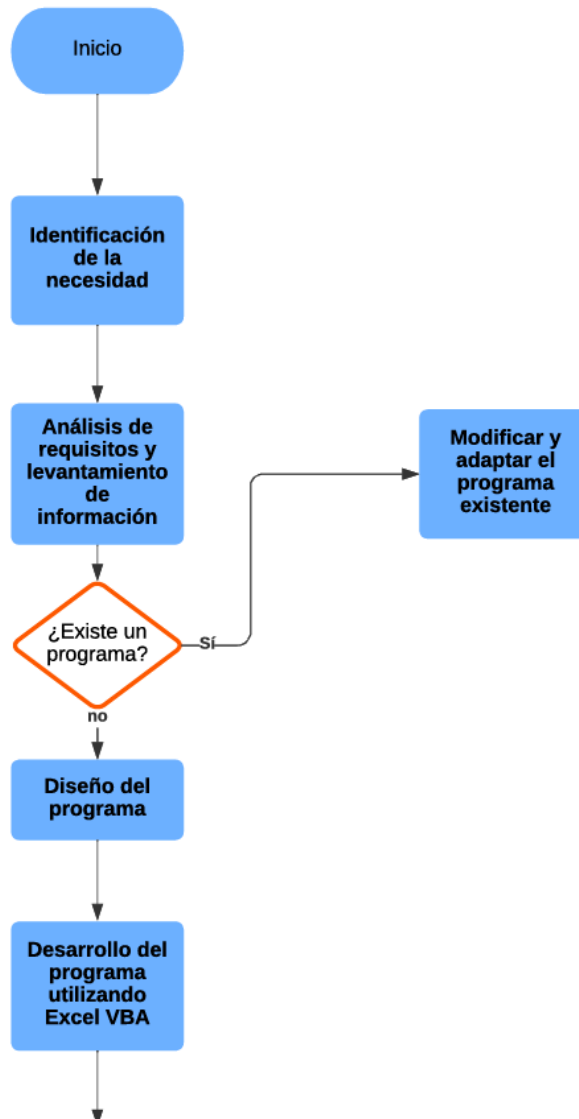 Inicio
Identificación
de la
necesidad
Análisis de
requisitos y
levantamiento
de
información
Modificar y
adaptar el
programa
existente
¿Existe un
programa?
Sí
no
Diseño del
programa
Desarrollo del
programa
utilizando
Excel VBA